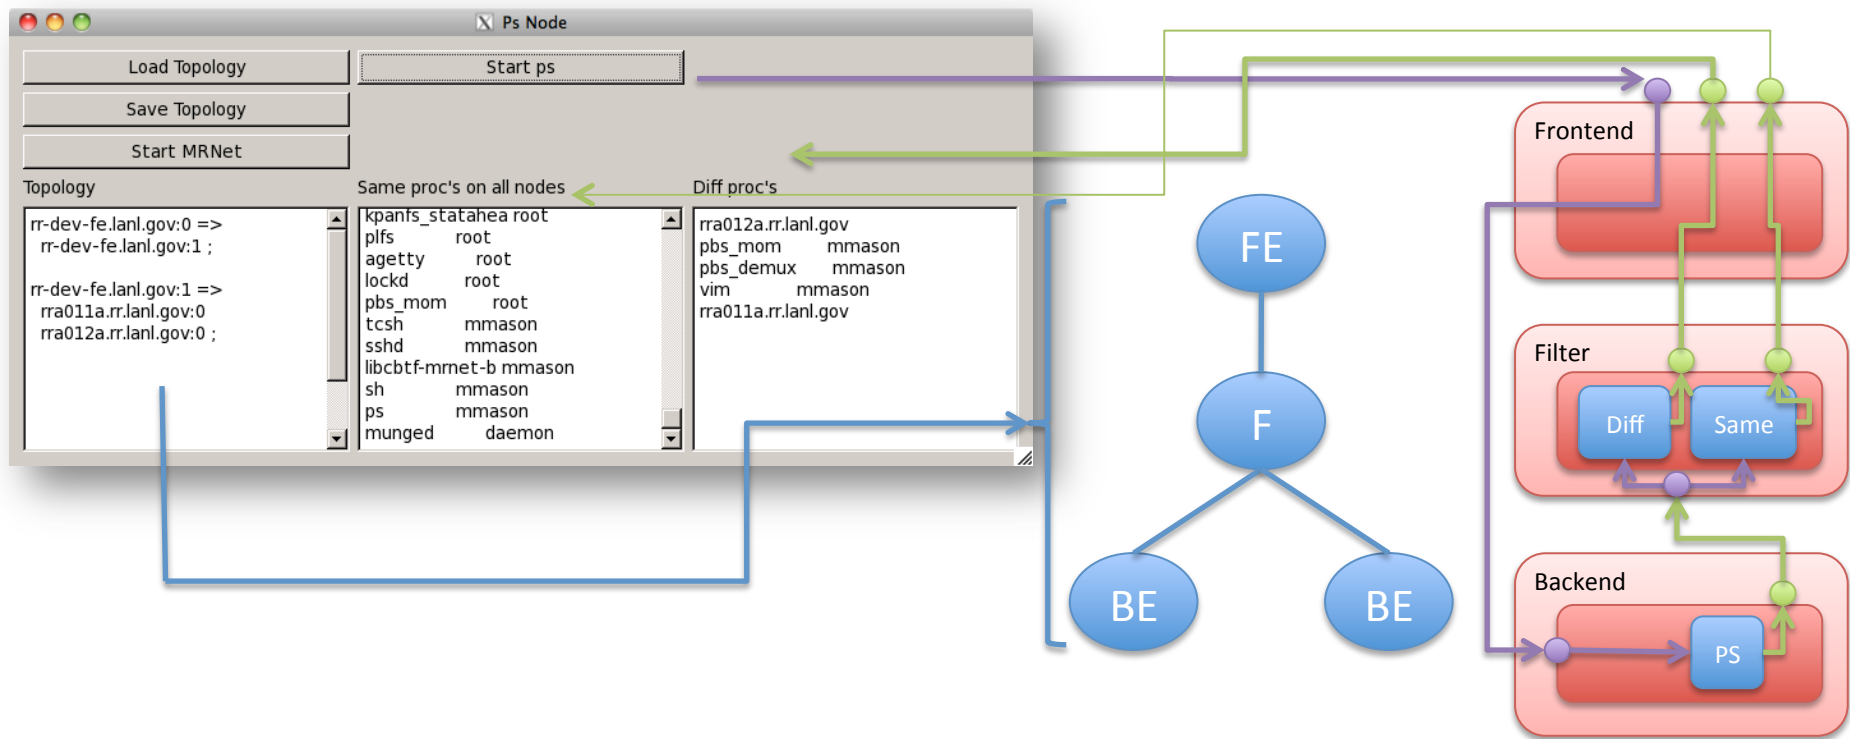 Ps Node
Load Topology
Start ps
Save Topology
Start MRNet
Topology
Same proc's on all nodes
Diff proc's
rr-dev-fe.lanl.gov:0 =>
rr-dev-fe.lanl.gov:1 ;
rr-dev-fe.lanl.gov:1 =>
rra011a.rr.lanl.gov:0
rra012a.rr.lanl.gov:0 ;
kpanfs_statahea root
plfs root
agetty root
lockd root
pbs_mom root
tcsh mmason
sshd mmason
libcbtf-mrnet-b mmason
sh mmason
ps mmason
munged daemon
rra012a.rr.lanl.gov
pbs_mom mmason
pbs_demux mmason
vim mmason
rra011a.rr.lanl.gov
FE
F
BE
BE
Frontend
Filter
Diff
Same
Backend
PS